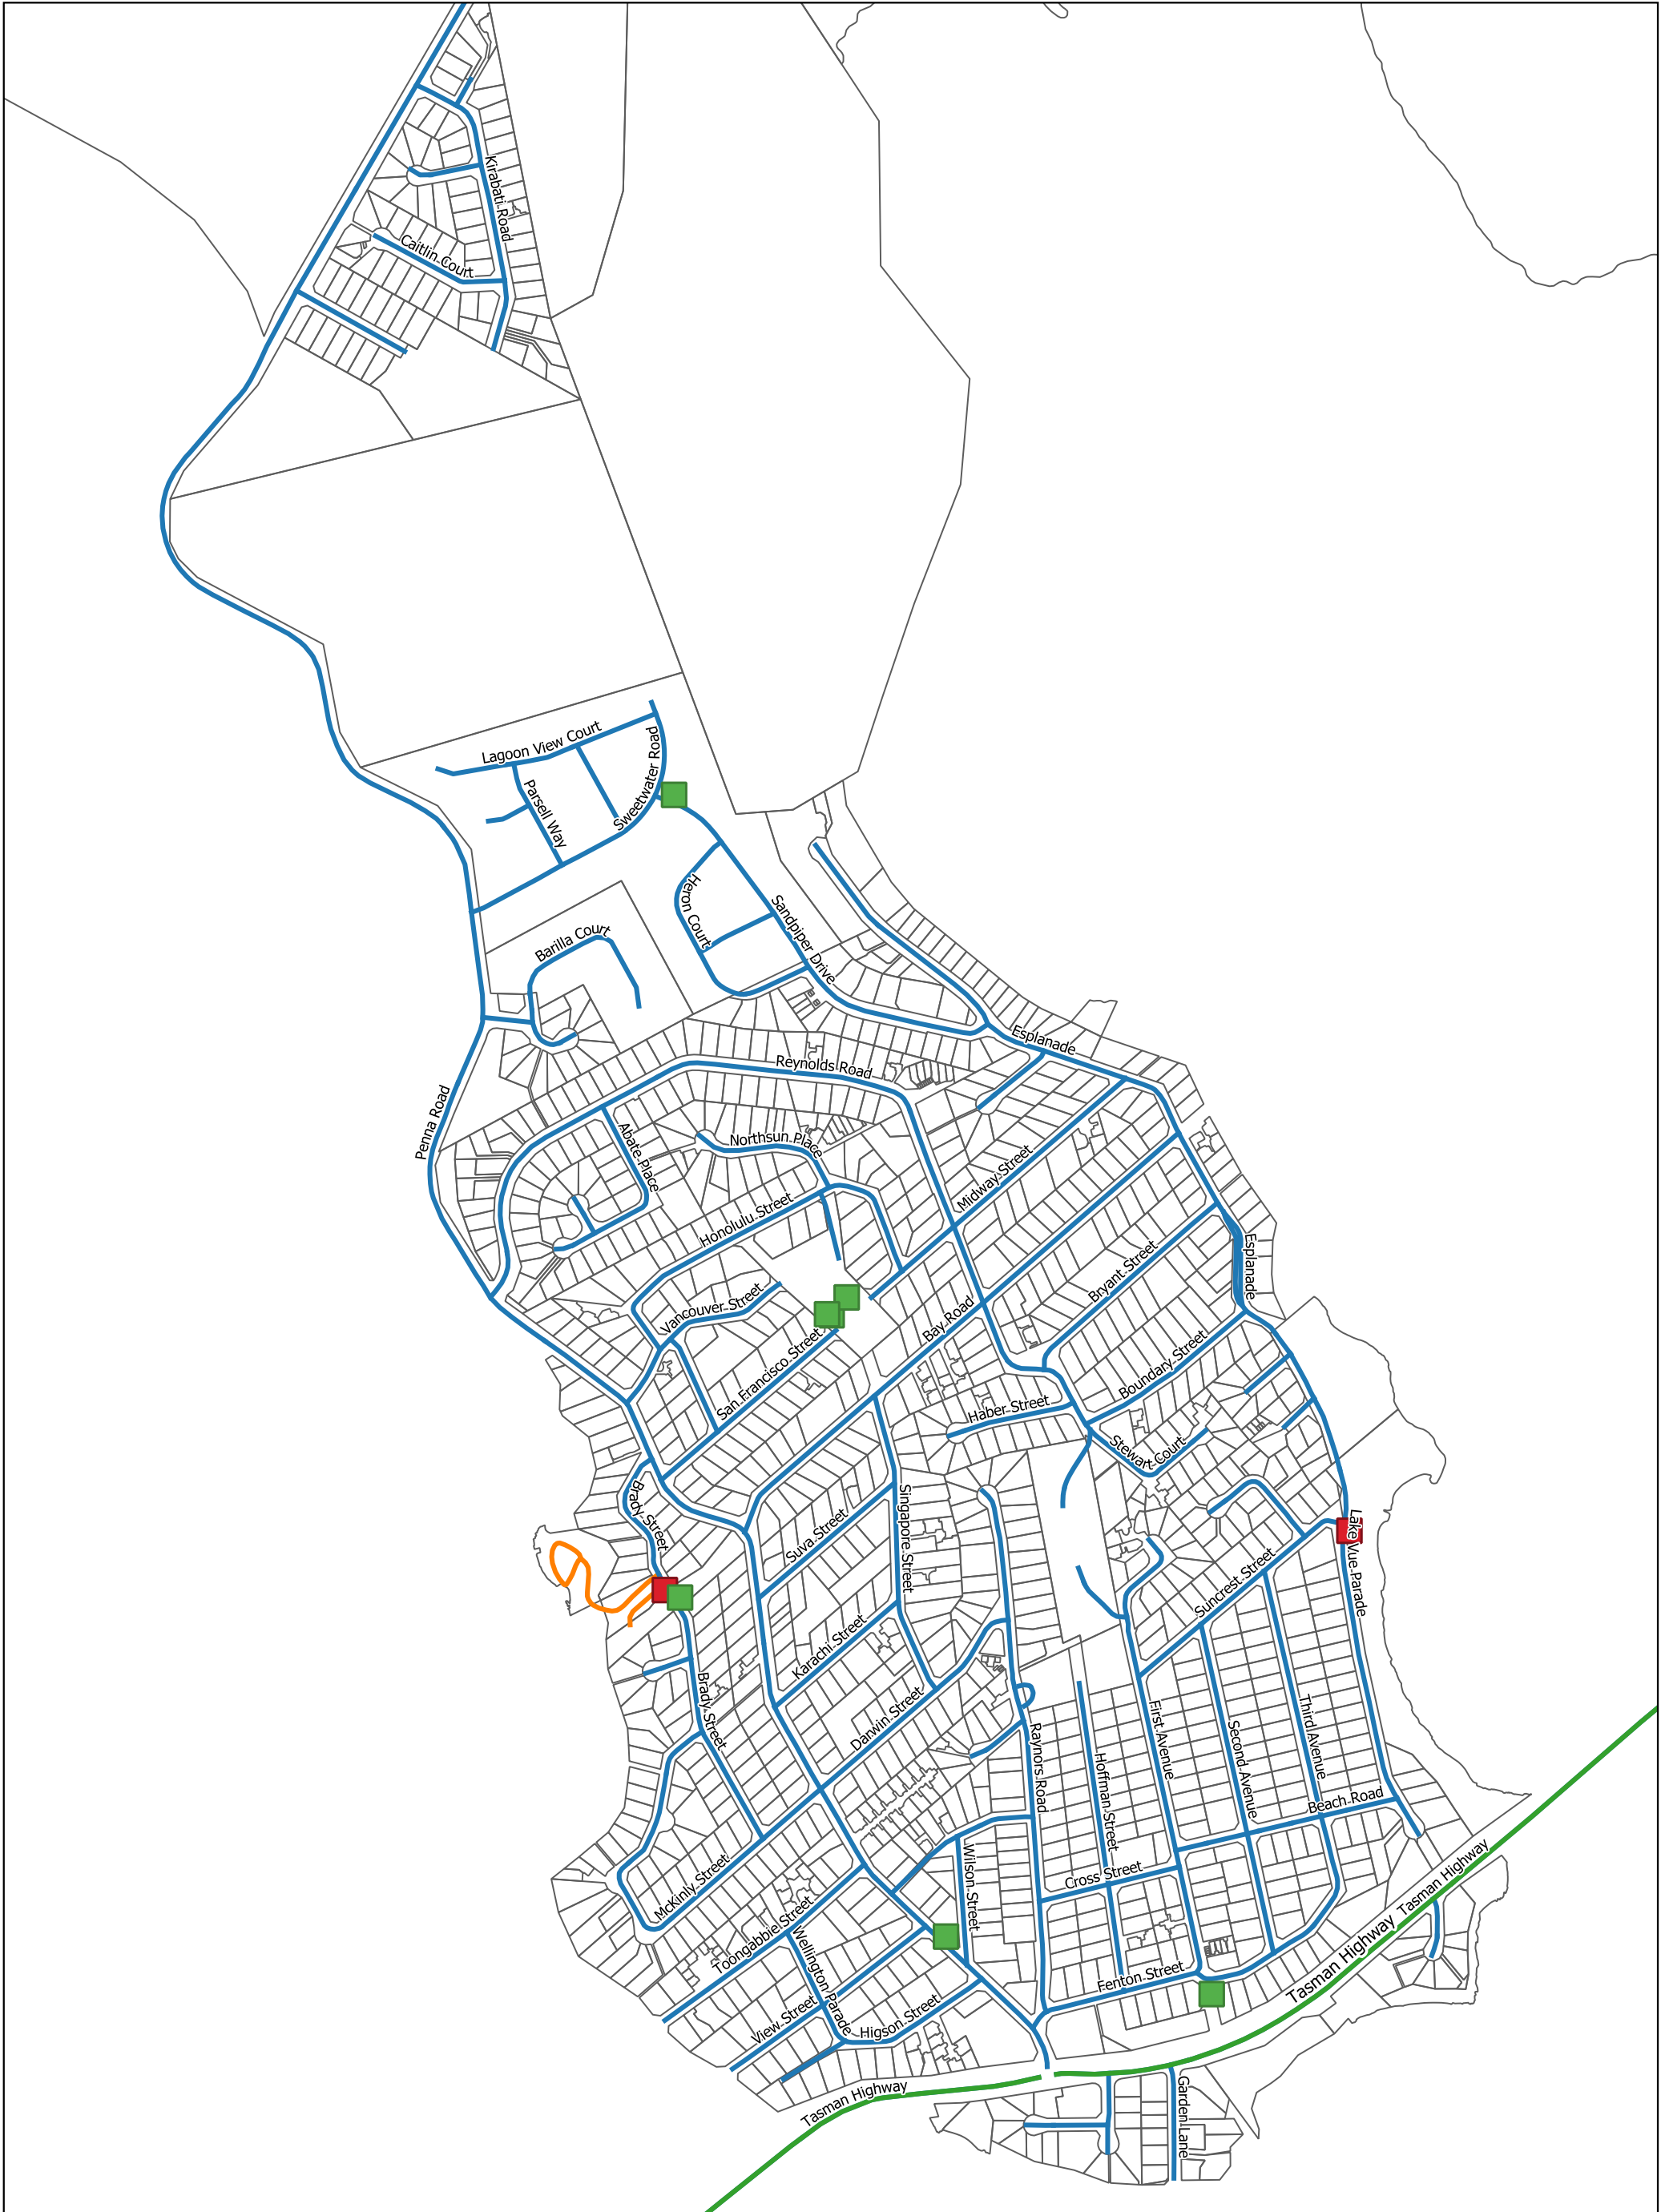 Kirabati Road
Caitlin Court
Lagoon View Court
Sweetwater Road
Parsell Way
Heron Court
Sandpiper Drive
Barilla Court
Esplanade
Reynolds Road
Penna Road
Abate Place
Northsun Place
Midway Street
Honolulu Street
Esplanade
Bryant Street
Vancouver Street
Bay Road
San Francisco Street
Boundary Street
Haber Street
Stewart Court
Brady Street
Suva Street
Singapore Street
Lake Vue Parade
Suncrest Street
Karachi Street
Brady Street
Darwin Street
Raynors Road
Hoffman Street
First Avenue
Second Avenue
Third Avenue
Beach Road
McKinly Street
Wilson Street
Cross Street
Tasman Highway
Toongabbie Street
Wellington Parade
Tasman Highway
Fenton Street
View Street
Higson Street
Tasman Highway
Garden Lane